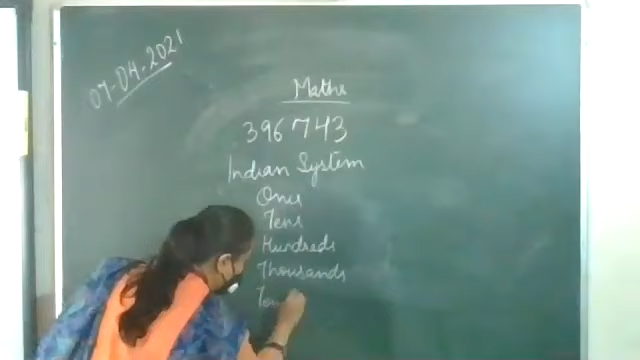 07-04-2021
Maths
396743
Indian System
Ones
Tens
Hundreds
Thousands